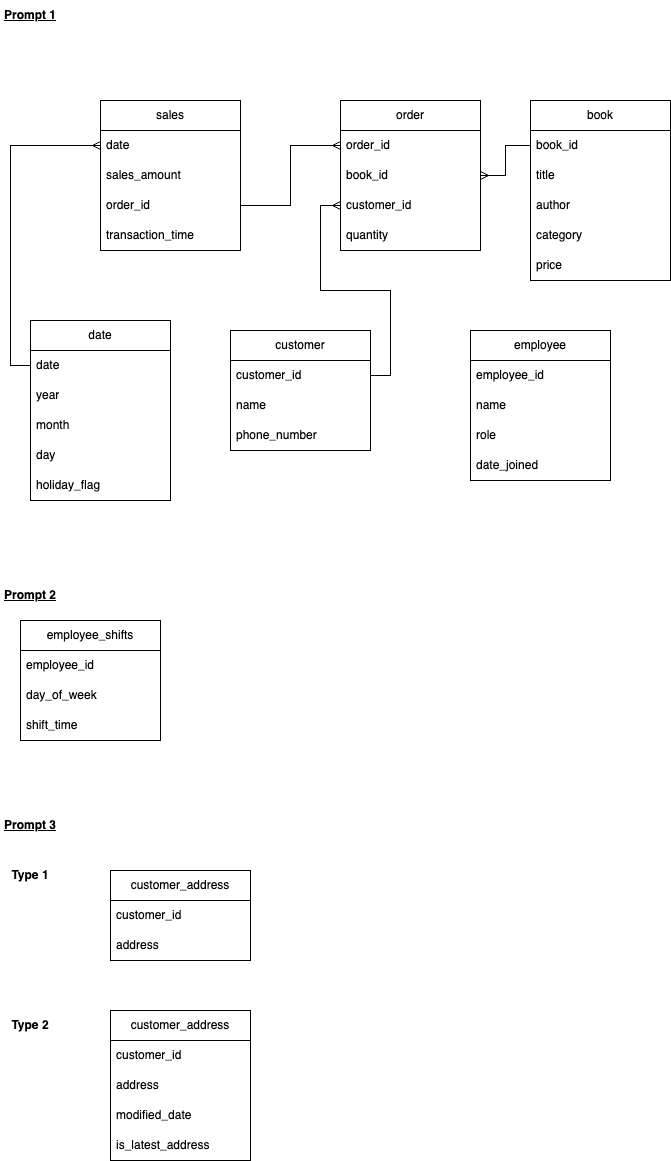 Prompt 1
sales
date
sales_amount
order_id
transaction_time
order
order_id
book_id
customer_id
quantity
book
book_id
title
author
category
price
date
date
year
month
day
holiday_flag
customer
customer_id
name
phone_number
employee
employee_id
name
role
date_joined
Prompt 2
employee_shifts
employee_id
day_of_week
shift_time
Prompt 3
Type 1
customer_address
customer_id
address
Type 2
customer_address
customer_id
address
modified_date
is_latest_address